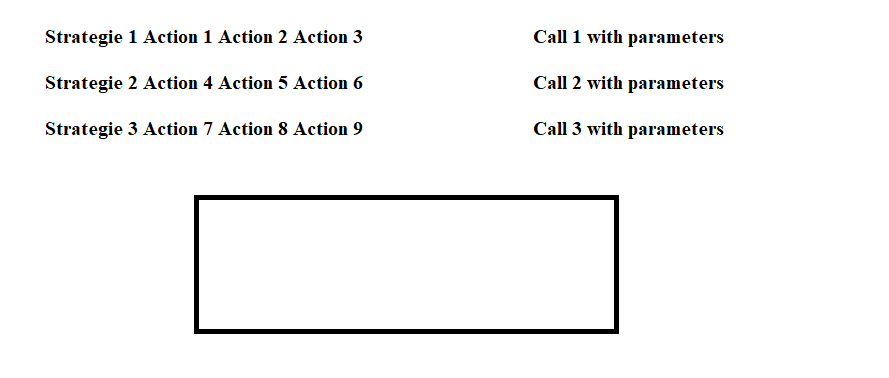 Strategie 1 Action 1 Action 2 Action 3 Call 1 with parameters
Strategie 2 Action 4 Action 5 Action 6 Call 2 with parameters
Strategie 3 Action 7 Action 8 Action 9 Call 3 with parameters